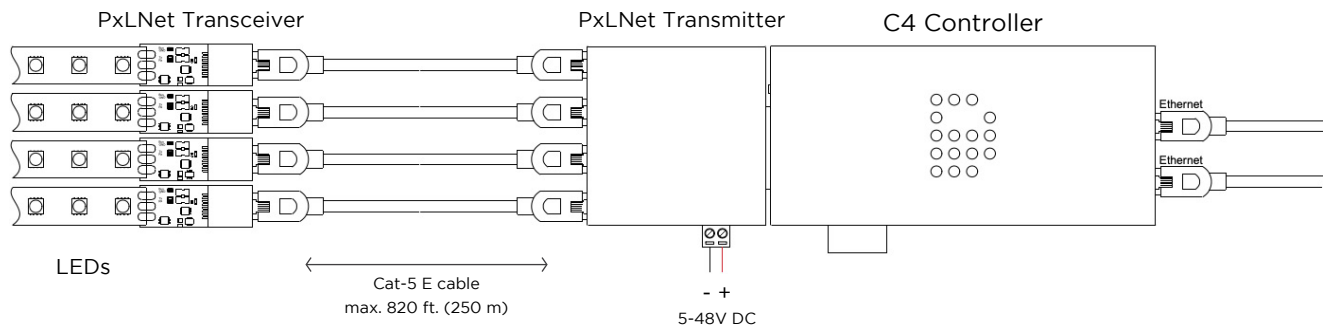 PxLNet Transceiver
PxLNet Transmitter
C4 Controller
Ethernet
Ethernet
LEDs
Cat-5 E cable
max. 820 ft. (250 m)
- +
5-48V DC